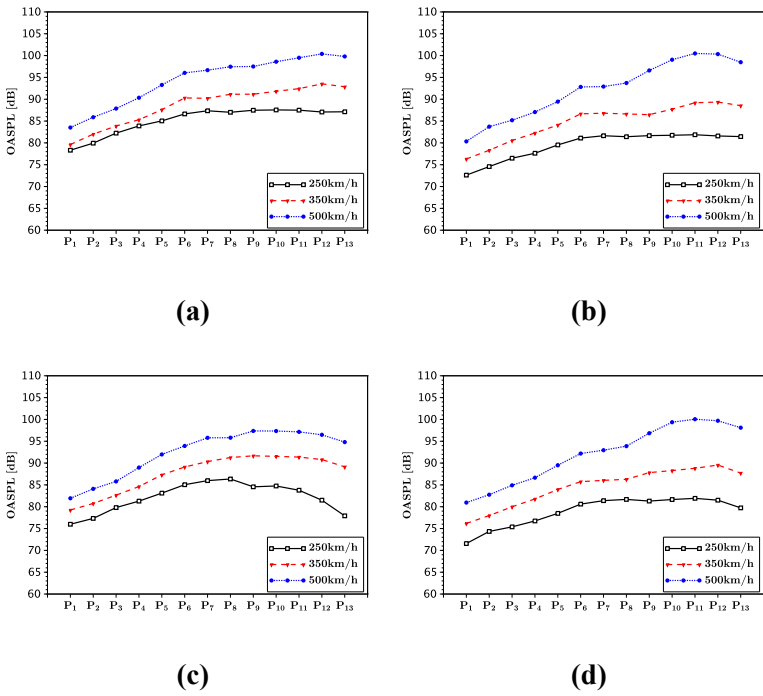 110
105
100
95
90
85
80
75
70
65
60
OASPL [dB]
P₁ P₂ P₃ P₄ P₅ P₆ P₇ P₈ P₉ P₁₀ P₁₁ P₁₂ P₁₃
250km/h
350km/h
500km/h
(a)
110
105
100
95
90
85
80
75
70
65
60
OASPL [dB]
P₁ P₂ P₃ P₄ P₅ P₆ P₇ P₈ P₉ P₁₀ P₁₁ P₁₂ P₁₃
250km/h
350km/h
500km/h
(b)
110
105
100
95
90
85
80
75
70
65
60
OASPL [dB]
P₁ P₂ P₃ P₄ P₅ P₆ P₇ P₈ P₉ P₁₀ P₁₁ P₁₂ P₁₃
250km/h
350km/h
500km/h
(c)
110
105
100
95
90
85
80
75
70
65
60
OASPL [dB]
P₁ P₂ P₃ P₄ P₅ P₆ P₇ P₈ P₉ P₁₀ P₁₁ P₁₂ P₁₃
250km/h
350km/h
500km/h
(d)